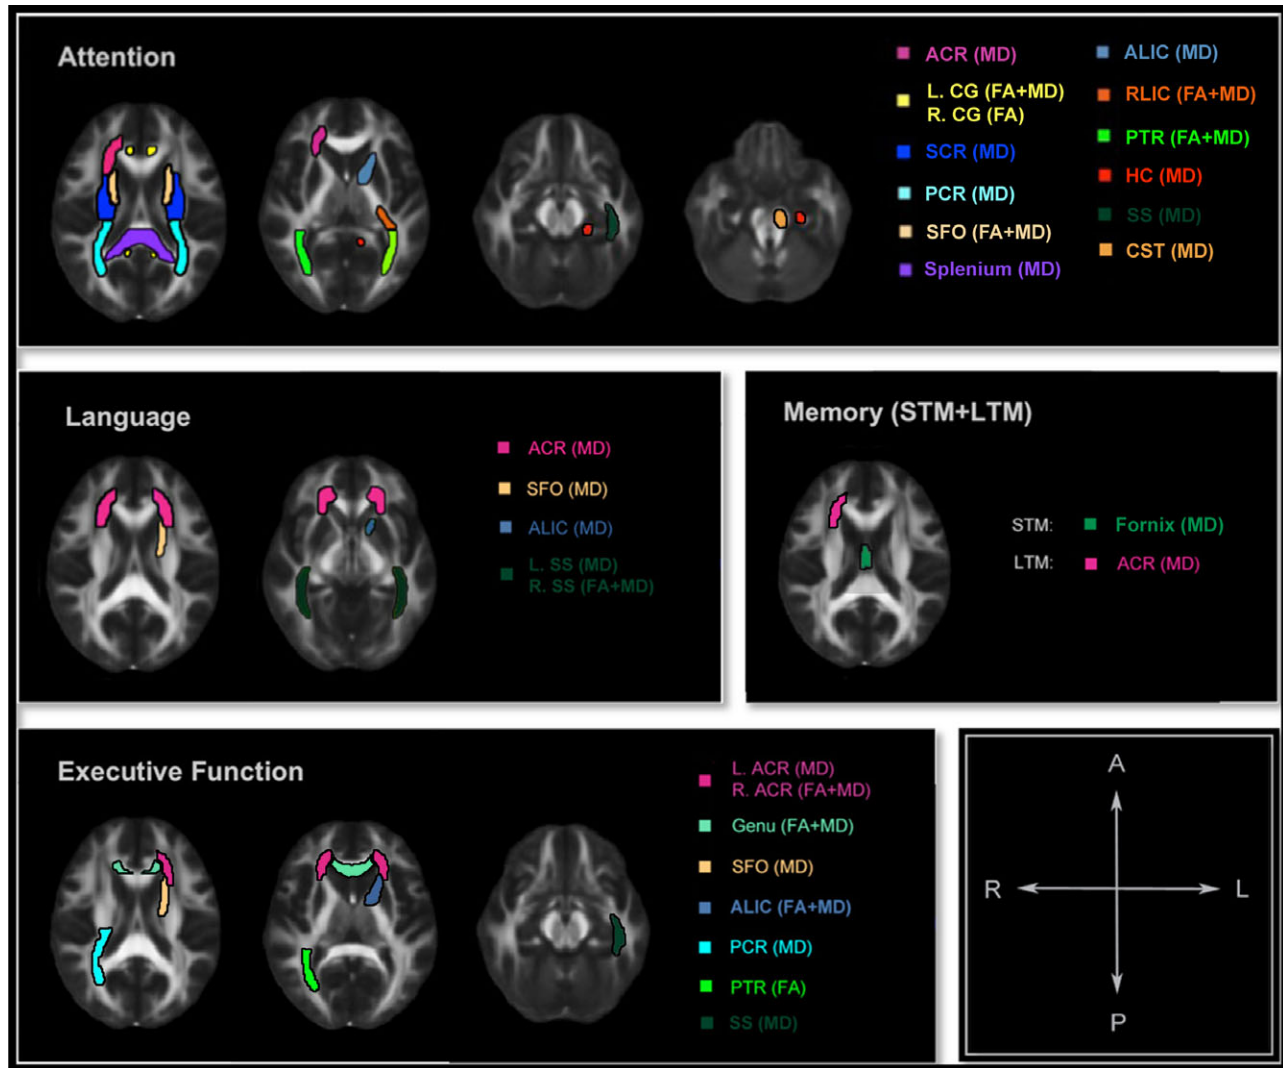 Attention
ACR (MD)
L. CG (FA+MD)
R. CG (FA)
SCR (MD)
PCR (MD)
SFO (FA+MD)
Splenium (MD)
ALIC (MD)
RLIC (FA+MD)
PTR (FA+MD)
HC (MD)
SS (MD)
CST (MD)
Language
ACR (MD)
SFO (MD)
ALIC (MD)
L. SS (MD)
R. SS (FA+MD)
Memory (STM+LTM)
STM: Fornix (MD)
LTM: ACR (MD)
Executive Function
L. ACR (MD)
R. ACR (FA+MD)
Genu (FA+MD)
SFO (MD)
ALIC (FA+MD)
PCR (MD)
PTR (FA)
SS (MD)
A
R L
P